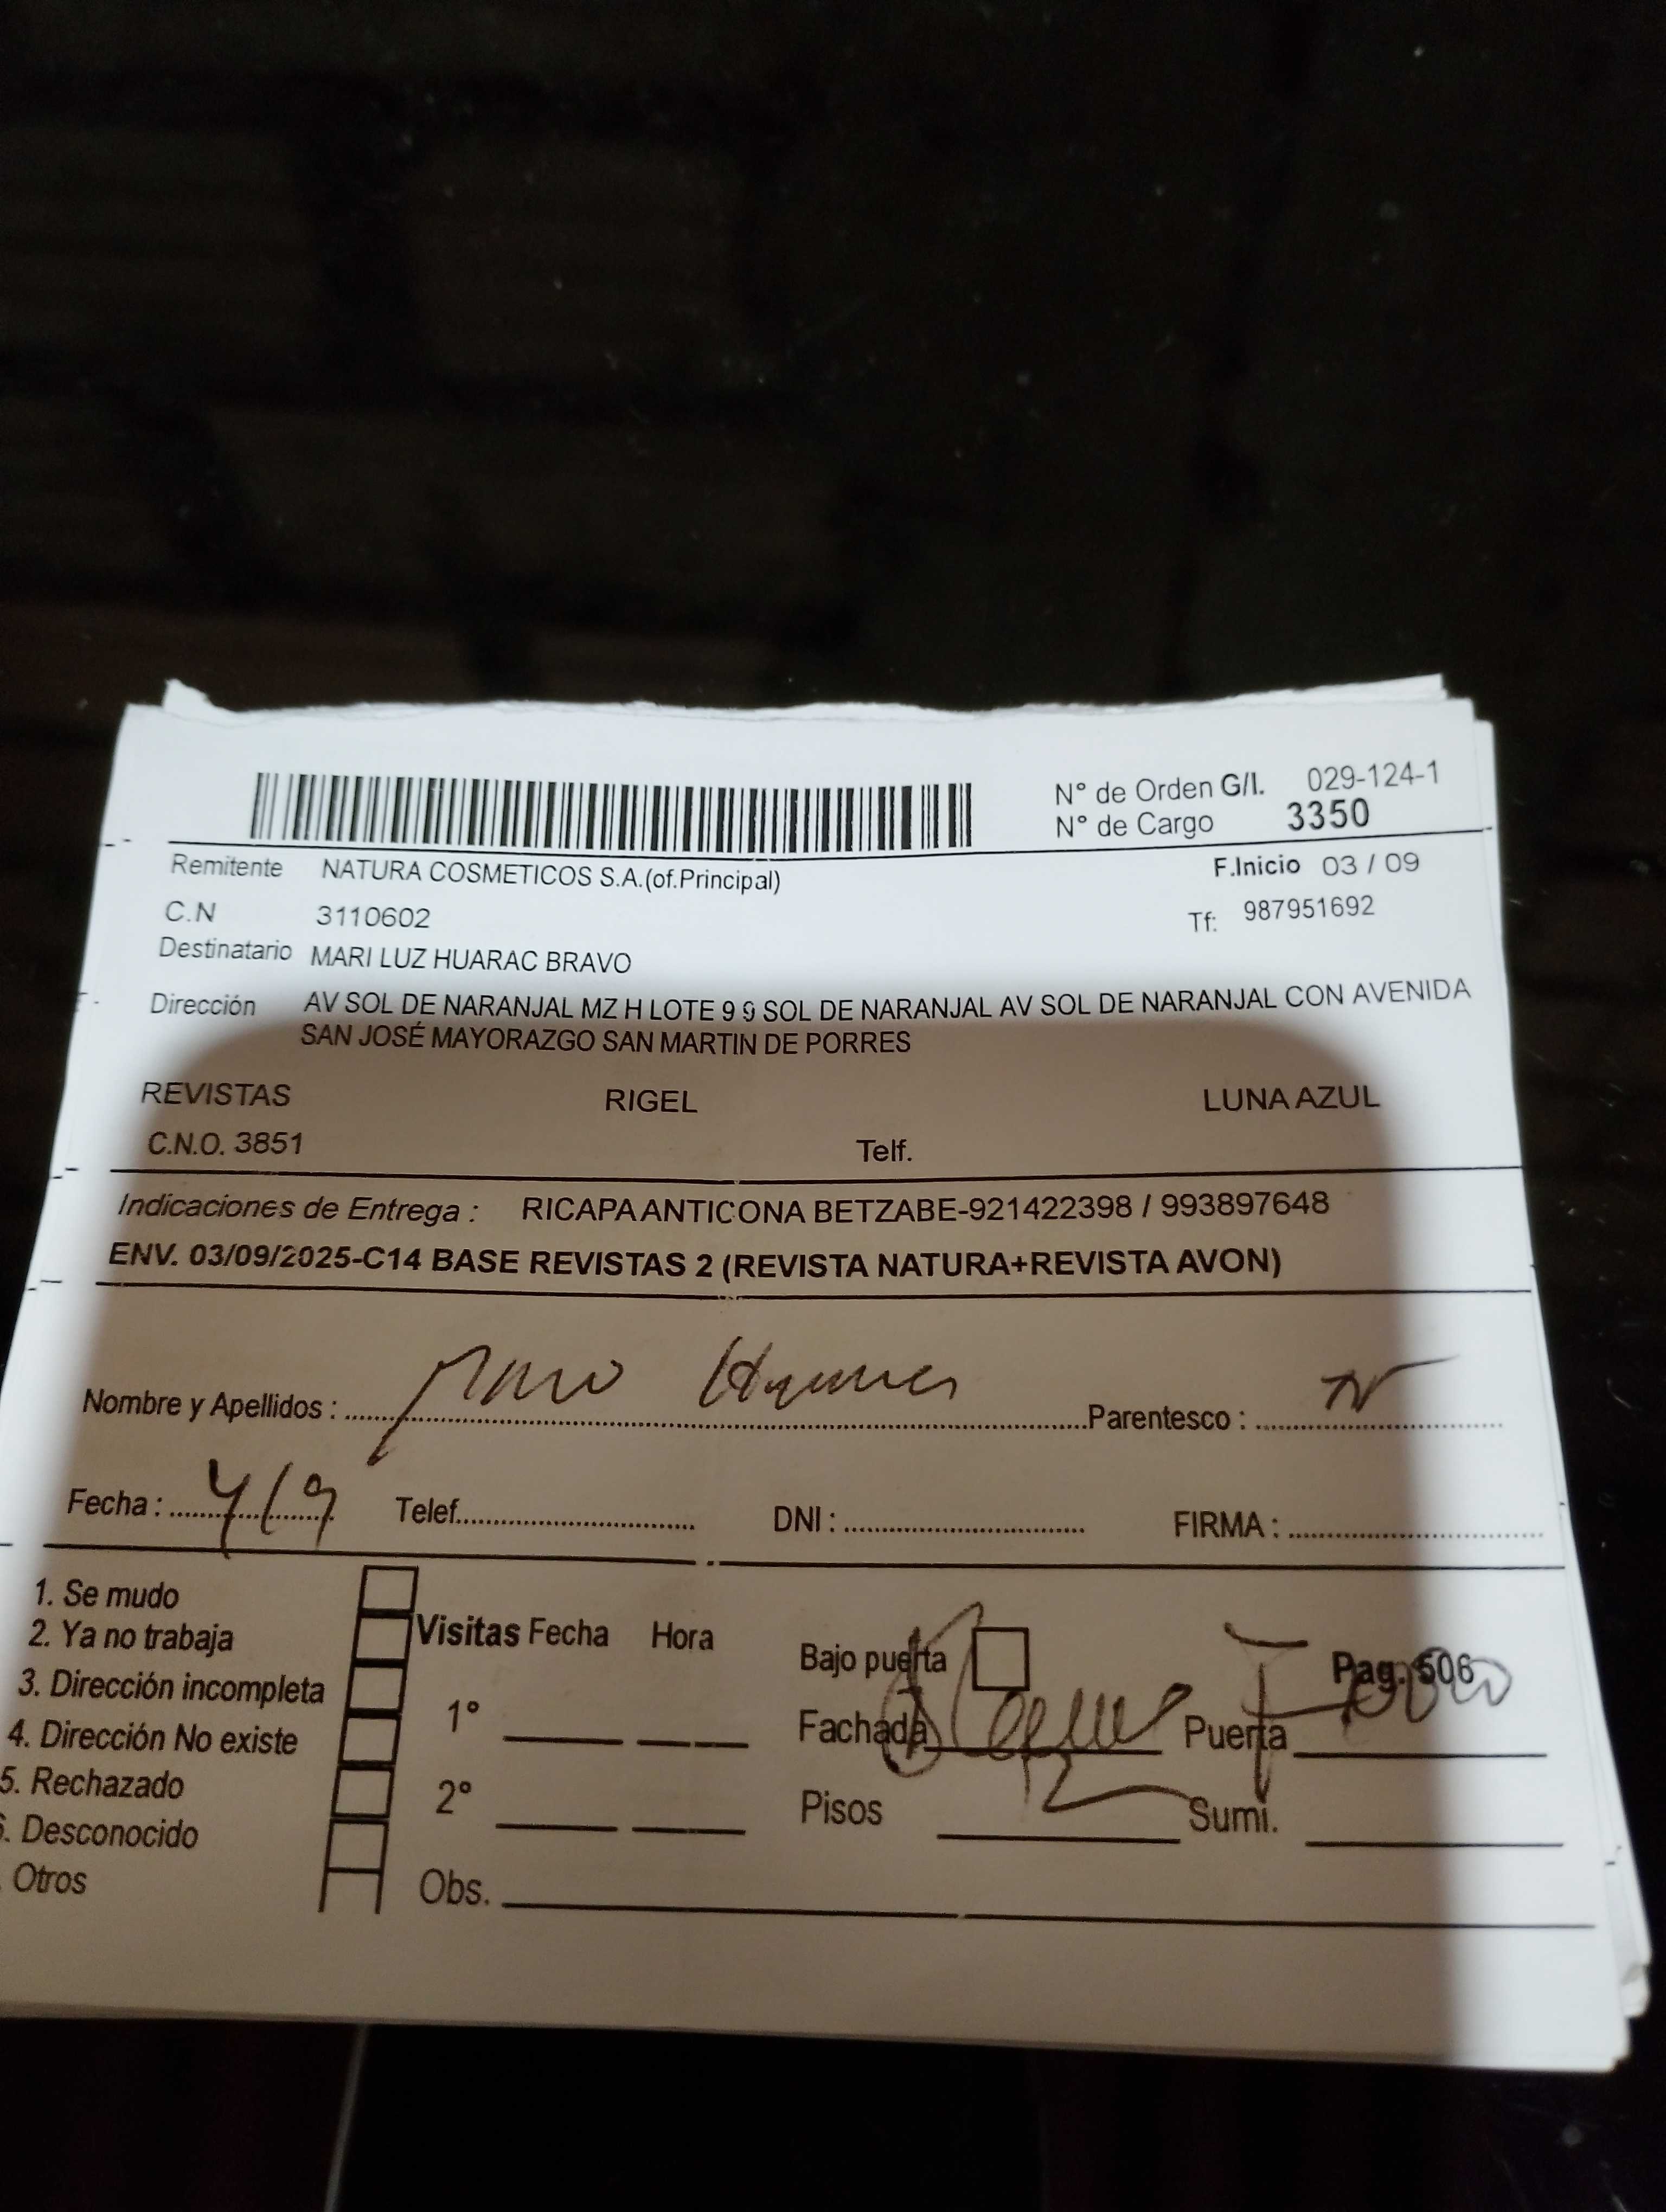 N° de Orden G/I. 029-124-1
N° de Cargo 3350
Remitente NATURA COSMETICOS S.A.(of.Principal) F.Inicio 03 / 09
C.N 3110602 Tf: 987951692
Destinatario MARI LUZ HUARAC BRAVO
Dirección AV SOL DE NARANJAL MZ H LOTE 9 9 SOL DE NARANJAL AV SOL DE NARANJAL CON AVENIDA
SAN JOSÉ MAYORAZGO SAN MARTIN DE PORRES
REVISTAS RIGEL LUNA AZUL
C.N.O. 3851 Telf.
Indicaciones de Entrega : RICAPA ANTICONA BETZABE-921422398 / 993897648
ENV. 03/09/2025-C14 BASE REVISTAS 2 (REVISTA NATURA+REVISTA AVON)
Nombre y Apellidos : Parentesco :
Fecha : 4/9 Telef. DNI : FIRMA :
1. Se mudo
2. Ya no trabaja
3. Dirección incompleta
4. Dirección No existe
5. Rechazado
. Desconocido
. Otros
Visitas Fecha Hora
1°
2°
Obs.
Bajo puerta Pag. 506
Fachada Puerta
Pisos Sumi.